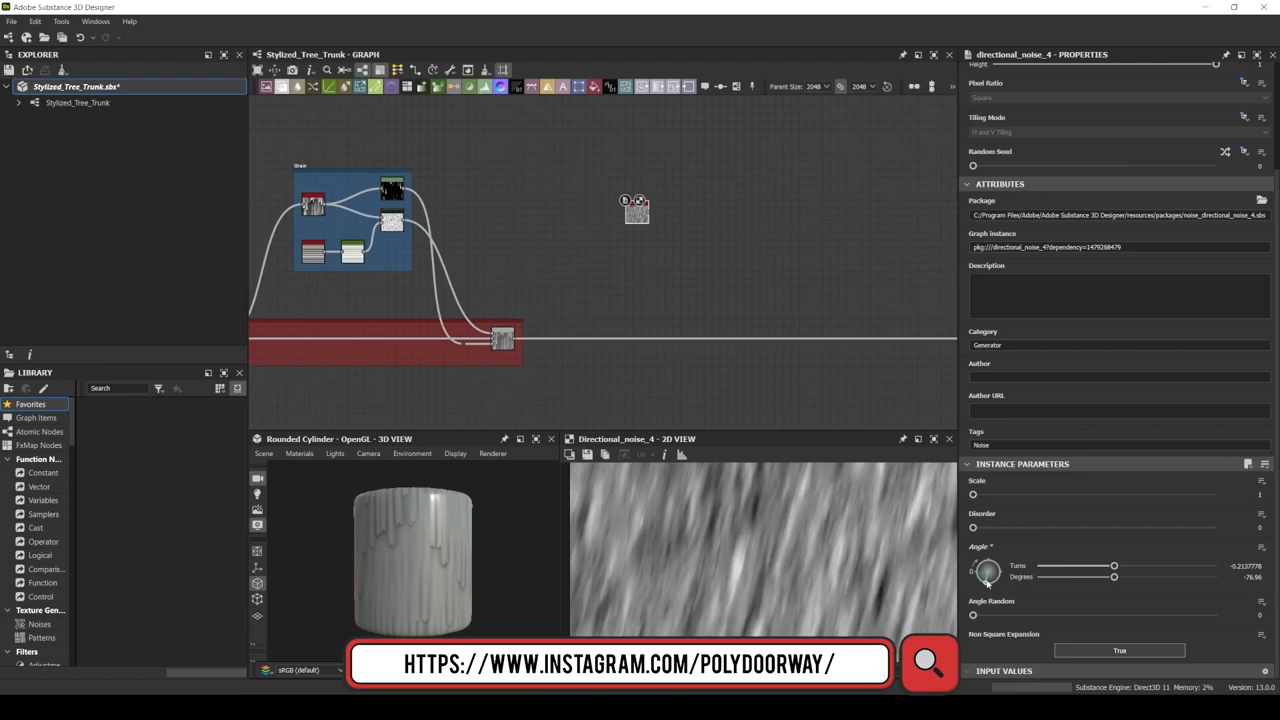 Adobe Substance 3D Designer
File Edit Tools Windows Help
EXPLORER
Stylized_Tree_Trunk.sbs*
Stylized_Tree_Trunk
LIBRARY
Search
Favorites
Graph Items
Atomic Nodes
FxMap Nodes
Function N...
Constant
Vector
Variables
Samplers
Cast
Operator
Logical
Comparis...
Function
Control
Texture Gen...
Noises
Patterns
Filters
Adjustme...
Stylized_Tree_Trunk - GRAPH
Parent Size: 2048 2048
Grain
Rounded Cylinder - OpenGL - 3D VIEW
Scene Materials Lights Camera Environment Display Renderer
sRGB (default)
Directional_noise_4 - 2D VIEW
UV
HTTPS://WWW.INSTAGRAM.COM/POLYDOORWAY/
directional_noise_4 - PROPERTIES
Height 1
Pixel Ratio
Square
Tiling Mode
H and V Tiling
Random Seed
0
ATTRIBUTES
Package
C:/Program Files/Adobe/Adobe Substance 3D Designer/resources/packages/noise_directional_noise_4.sbs
Graph instance
pkg:///directional_noise_4?dependency=1479268479
Description
Category
Generator
Author
Author URL
Tags
Noise
INSTANCE PARAMETERS
Scale
1
Disorder
0
Angle *
0 Turns -0.2137778
Degrees -76.96
Angle Random
0
Non Square Expansion
True
INPUT VALUES
Substance Engine: Direct3D 11 Memory: 2% Version: 13.0.0